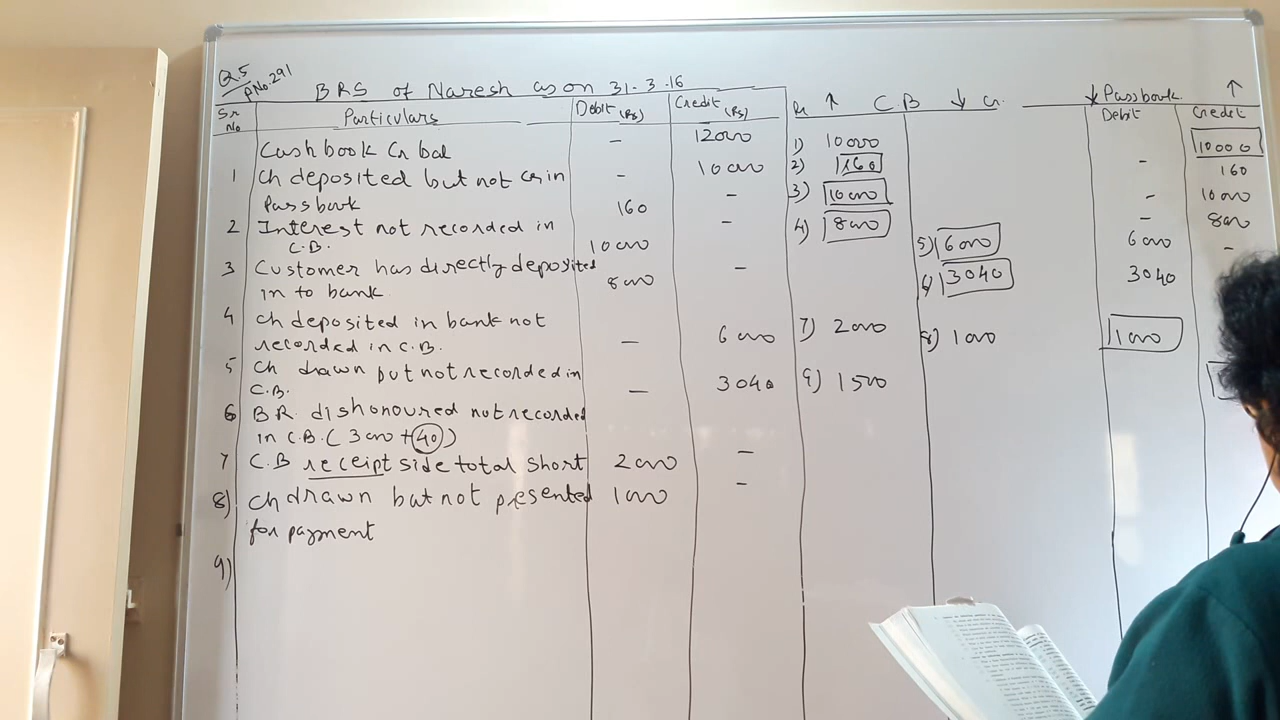 Q.5
P No. 291
BRS of Naresh as on 31-3-16
Sr No Particulars Debit (Rs) Credit (Rs)
Cash book Cr bal — 12000
1 Ch deposited but not Cr in — 10000
Passbook
2 Interest not recorded in 160 —
C.B.
3 Customer has directly deposited 10000 —
in to bank
4 Ch deposited in bank not 8000 —
recorded in C.B.
5 Ch drawn but not recorded in — 6000
C.B.
6 B.R. dishonoured not recorded — 3040
in C.B. (3000 + 40)
7 C.B receipt side total short 2000 —
8) Ch drawn but not presented 1000 —
for payment
9)
↑ C B ↓ Cr.
1) 10000
2) 160
3) 10000
4) 8000
5) 6000
6) 3040
7) 2000 8) 1000
9) 1500
↓ Passbook ↑
Debit Credit
10000
— 160
— 10000
— 8000
6000 —
3040
1000